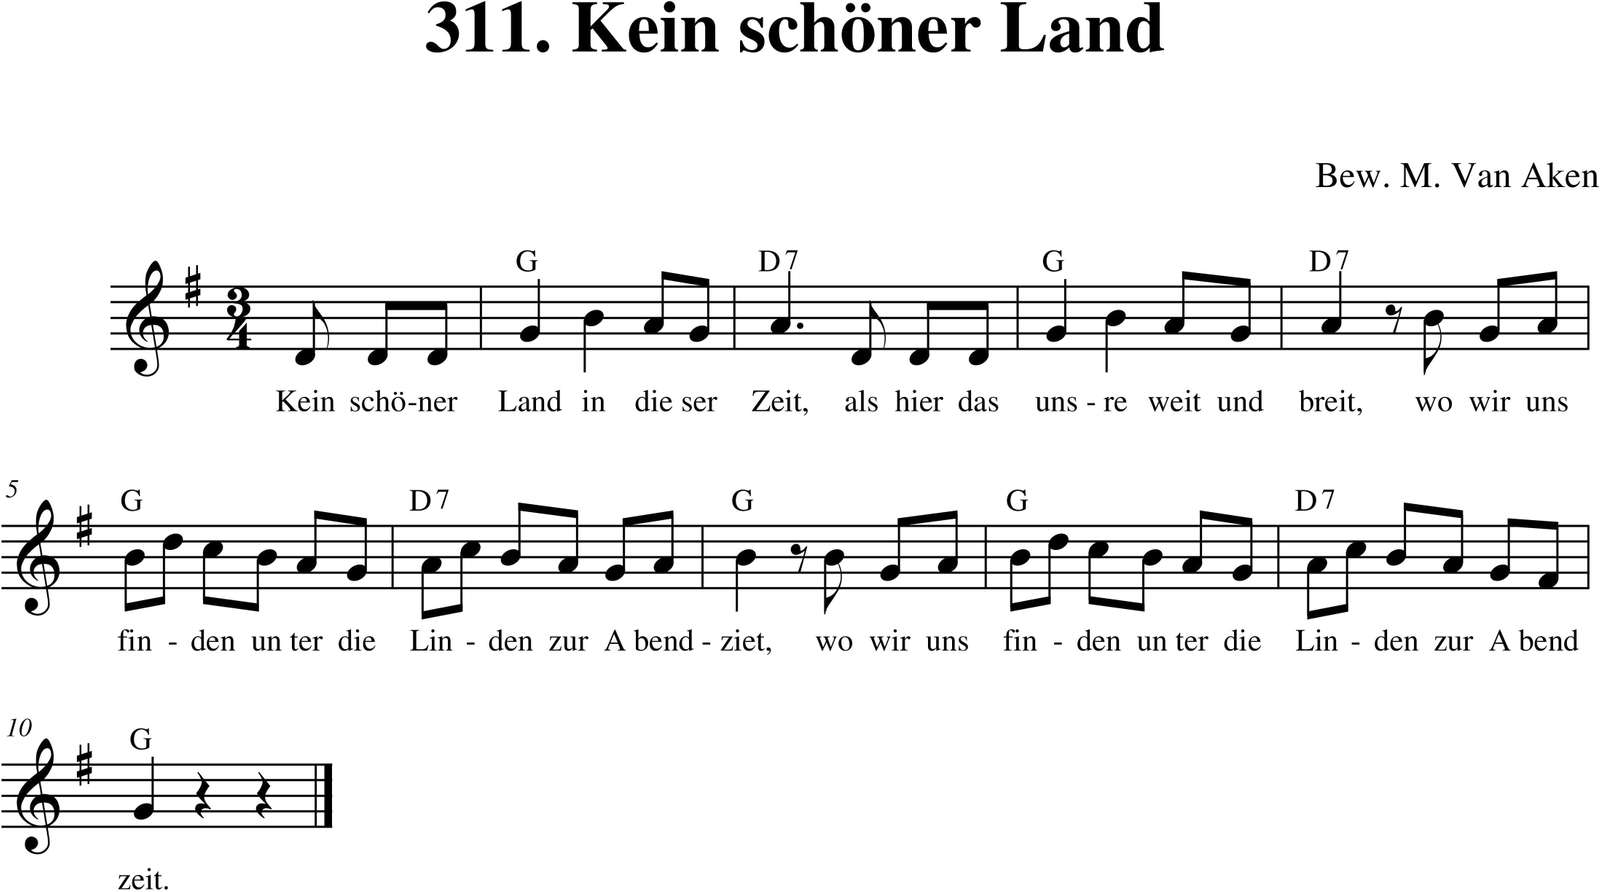 311. Kein schöner Land
Bew. M. Van Aken
G D7 G D7
3
4
Kein schö-ner Land in die ser Zeit, als hier das uns - re weit und breit, wo wir uns
5
G D7 G G D7
fin - den un ter die Lin - den zur A bend - ziet, wo wir uns fin - den un ter die Lin - den zur A bend
10
G
zeit.